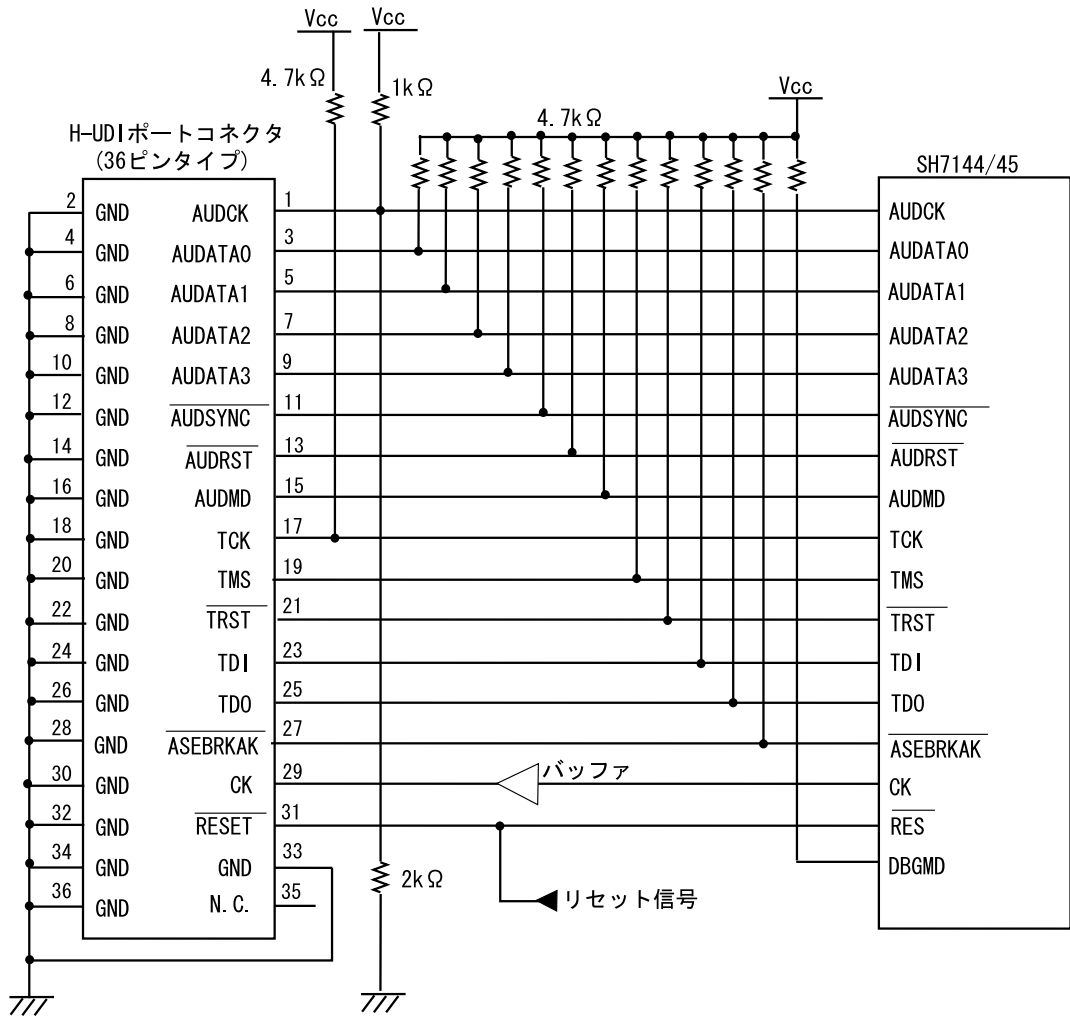 Vcc
Vcc
4.7kΩ
1kΩ
Vcc
4.7kΩ
H-UDIポートコネクタ
(36ピンタイプ)
SH7144/45
2 GND AUDCK 1 AUDCK
4 GND AUDATA0 3 AUDATA0
6 GND AUDATA1 5 AUDATA1
8 GND AUDATA2 7 AUDATA2
10 GND AUDATA3 9 AUDATA3
12 GND AUDSYNC 11 AUDSYNC
14 GND AUDRST 13 AUDRST
16 GND AUDMD 15 AUDMD
18 GND TCK 17 TCK
20 GND TMS 19 TMS
22 GND TRST 21 TRST
24 GND TDI 23 TDI
26 GND TDO 25 TDO
28 GND ASEBRKAK 27 ASEBRKAK
30 GND CK 29 バッファ CK
32 GND RESET 31 RES
34 GND GND 33 DBGMD
36 GND N.C. 35 2kΩ
リセット信号